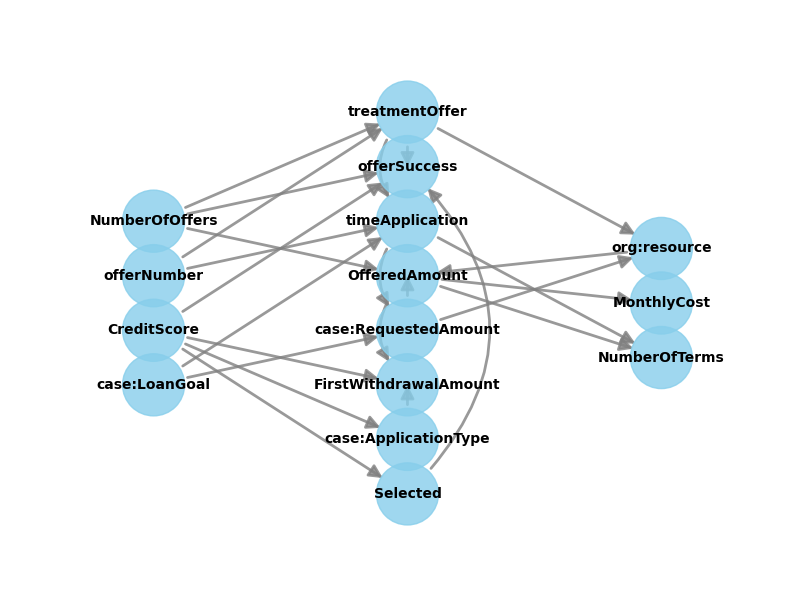 treatmentOffer
offerSuccess
NumberOfOffers
timeApplication
org:resource
offerNumber
OfferedAmount
MonthlyCost
CreditScore
case:RequestedAmount
NumberOfTerms
case:LoanGoal
FirstWithdrawalAmount
case:ApplicationType
Selected